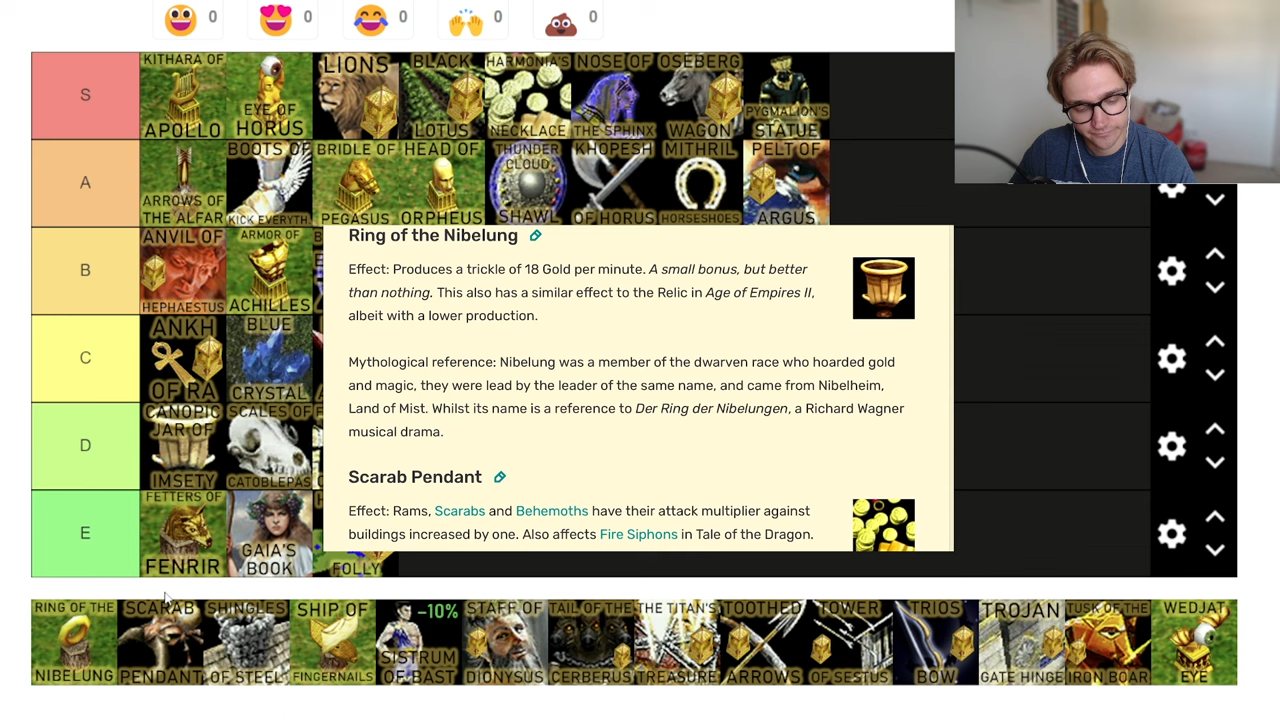 0 0 0 0 0
S
KITHARA OF APOLLO
EYE OF HORUS
LIONS
BLACK LOTUS
HARMONIA'S NECKLACE
NOSE OF THE SPHINX
OSEBERG WAGON
PYGMALION'S STATUE
A
ARROWS OF THE ALFAR
BOOTS OF KICK EVERYTH.
BRIDLE OF PEGASUS
HEAD OF ORPHEUS
THUNDER CLOUD SHAWL
KHOPESH OF HORUS
MITHRIL HORSESHOES
PELT OF ARGUS
B
ANVIL OF HEPHAESTUS
ARMOR OF ACHILLES
C
ANKH OF RA
BLUE CRYSTAL
D
CANOPIC JAR OF IMSETY
SCALES OF CATOBLEPAS
E
FETTERS OF FENRIR
GAIA'S BOOK
FOLLY
Ring of the Nibelung
Effect: Produces a trickle of 18 Gold per minute. A small bonus, but better
than nothing. This also has a similar effect to the Relic in Age of Empires II,
albeit with a lower production.
Mythological reference: Nibelung was a member of the dwarven race who hoarded gold
and magic, they were lead by the leader of the same name, and came from Nibelheim,
Land of Mist. Whilst its name is a reference to Der Ring der Nibelungen, a Richard Wagner
musical drama.
Scarab Pendant
Effect: Rams, Scarabs and Behemoths have their attack multiplier against
buildings increased by one. Also affects Fire Siphons in Tale of the Dragon.
RING OF THE NIBELUNG
SCARAB PENDANT
SHINGLES OF STEEL
SHIP OF FINGERNAILS
-10% SISTRUM OF BAST
STAFF OF DIONYSUS
TAIL OF THE CERBERUS
THE TITAN'S TREASURE
TOOTHED ARROWS
TOWER OF SESTUS
TRIOS BOW
TROJAN GATE HINGE
TUSK OF THE IRON BOAR
WEDJAT EYE